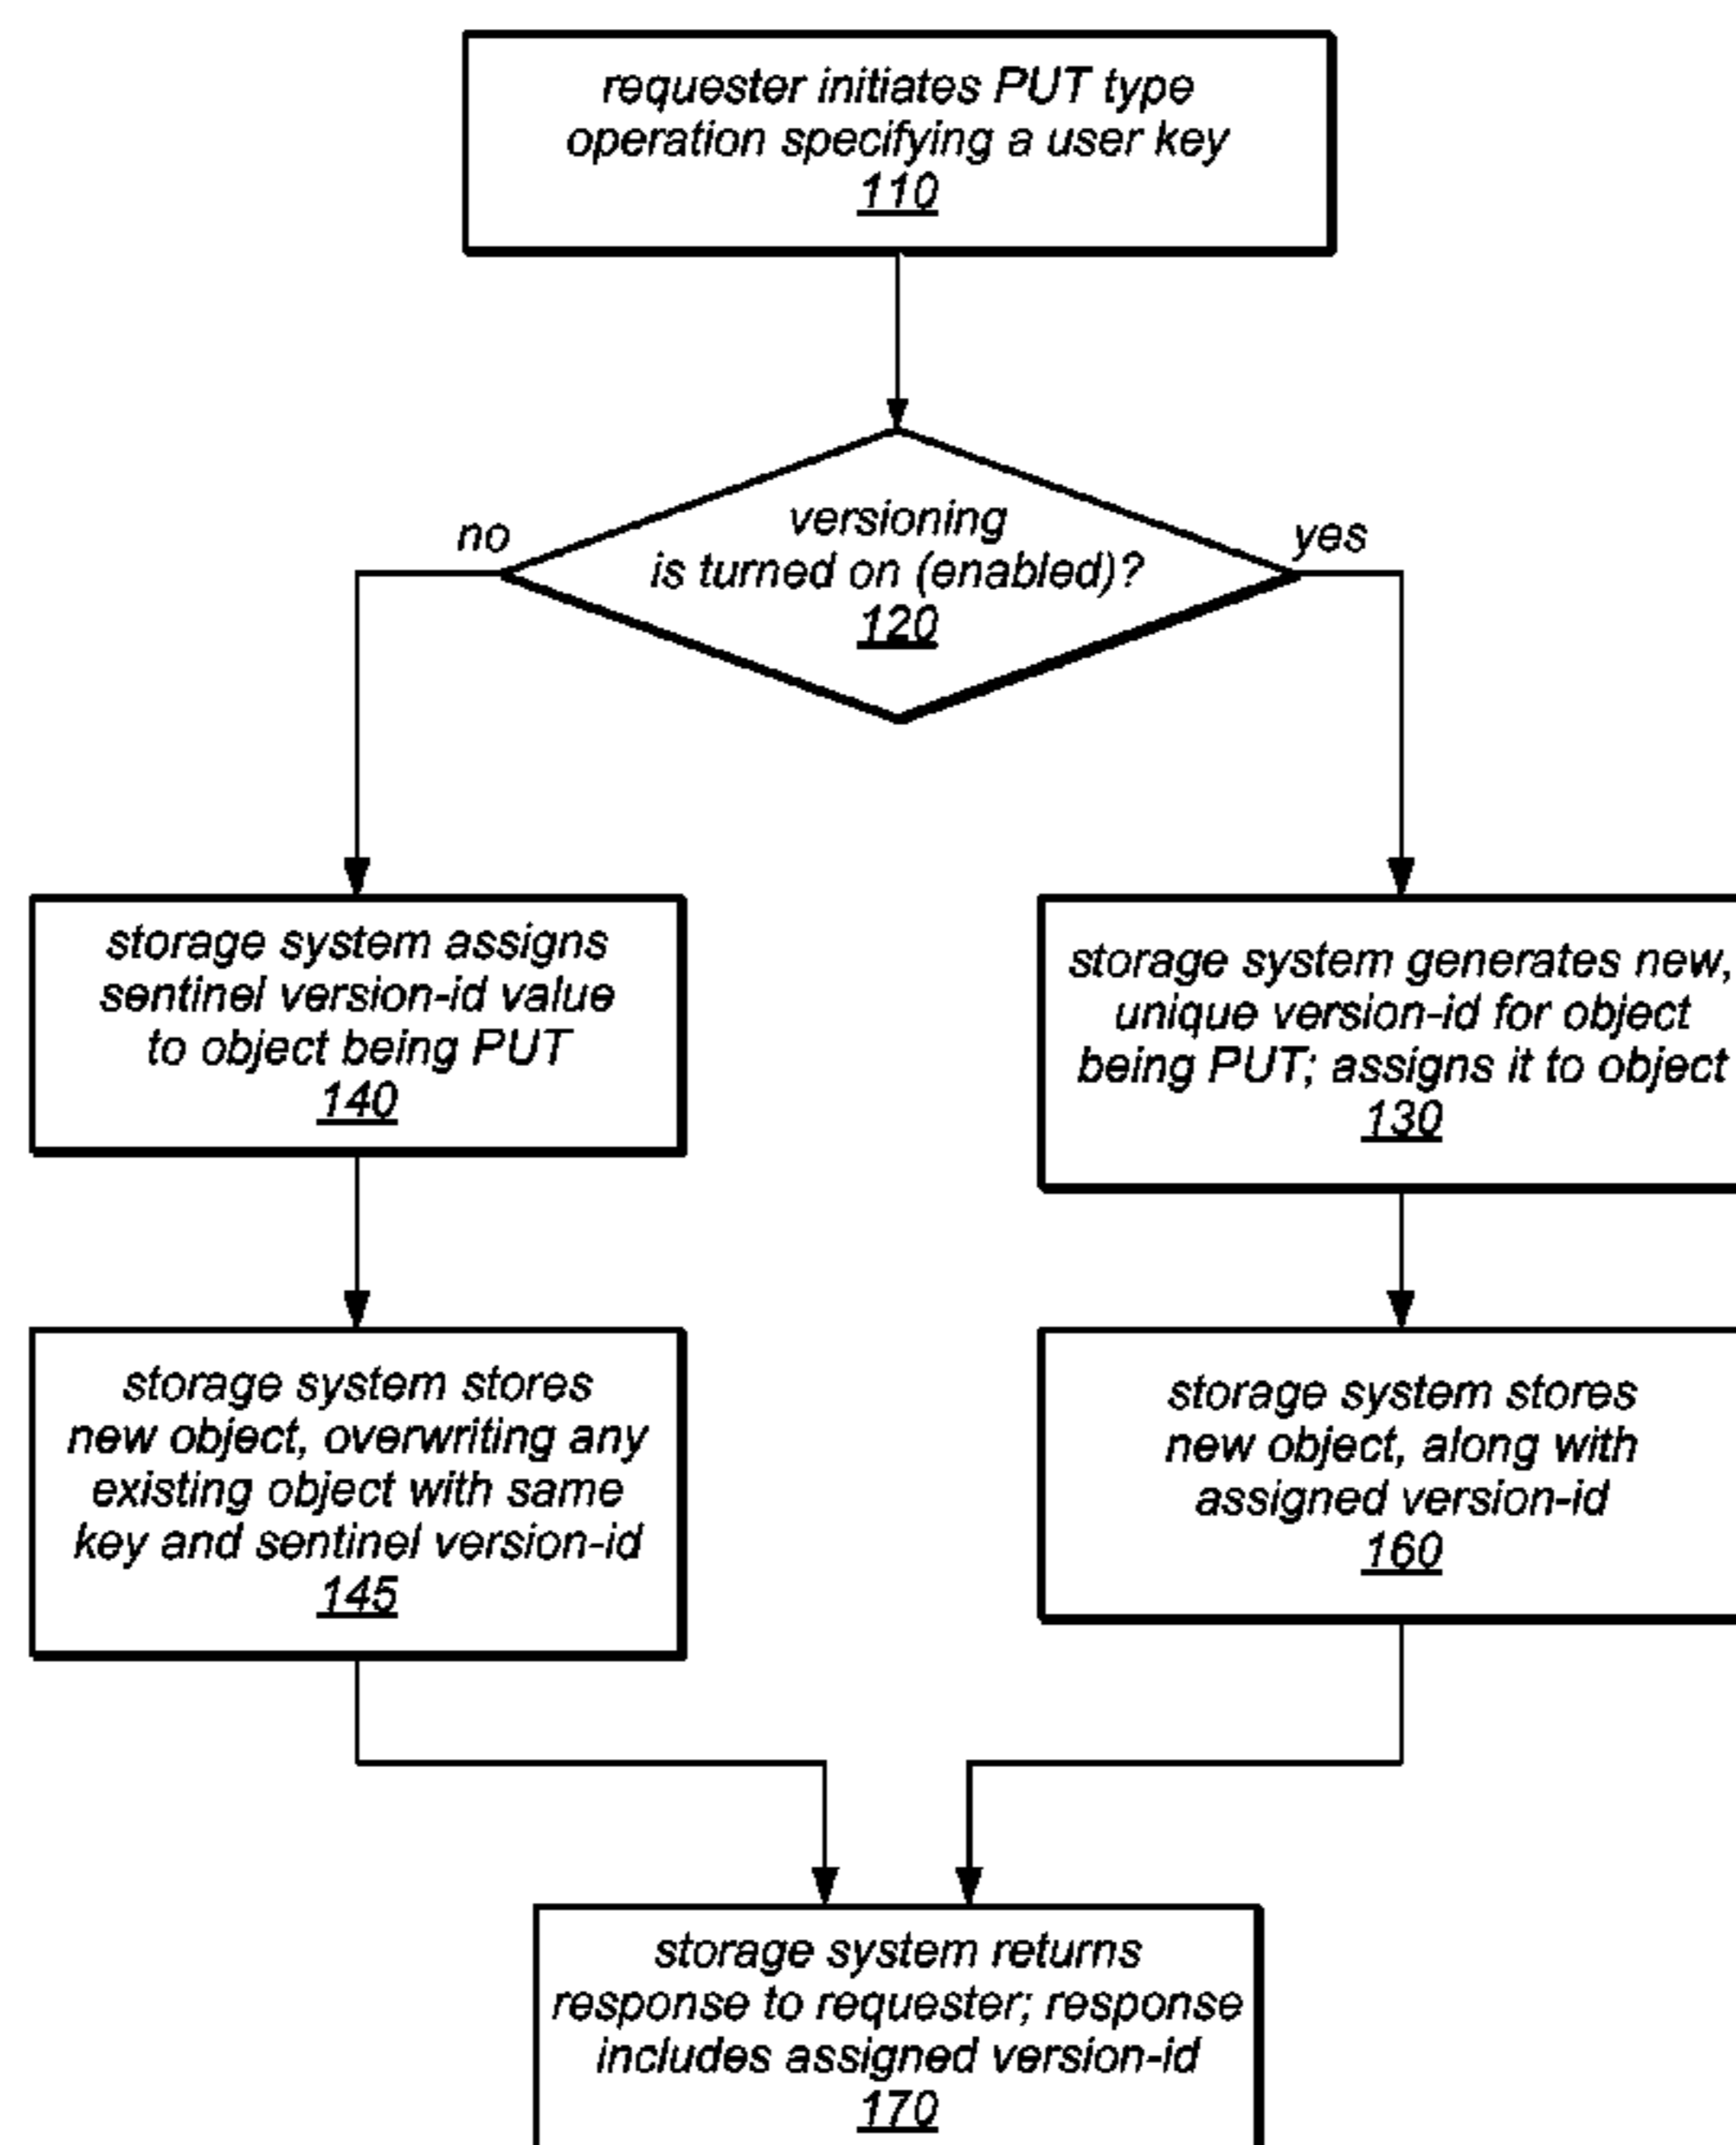 requester initiates PUT type
operation specifying a user key
110
versioning
is turned on (enabled)?
120
no
yes
storage system assigns
sentinel version-id value
to object being PUT
140
storage system generates new,
unique version-id for object
being PUT; assigns it to object
130
storage system stores
new object, overwriting any
existing object with same
key and sentinel version-id
145
storage system stores
new object, along with
assigned version-id
160
storage system returns
response to requester; response
includes assigned version-id
170